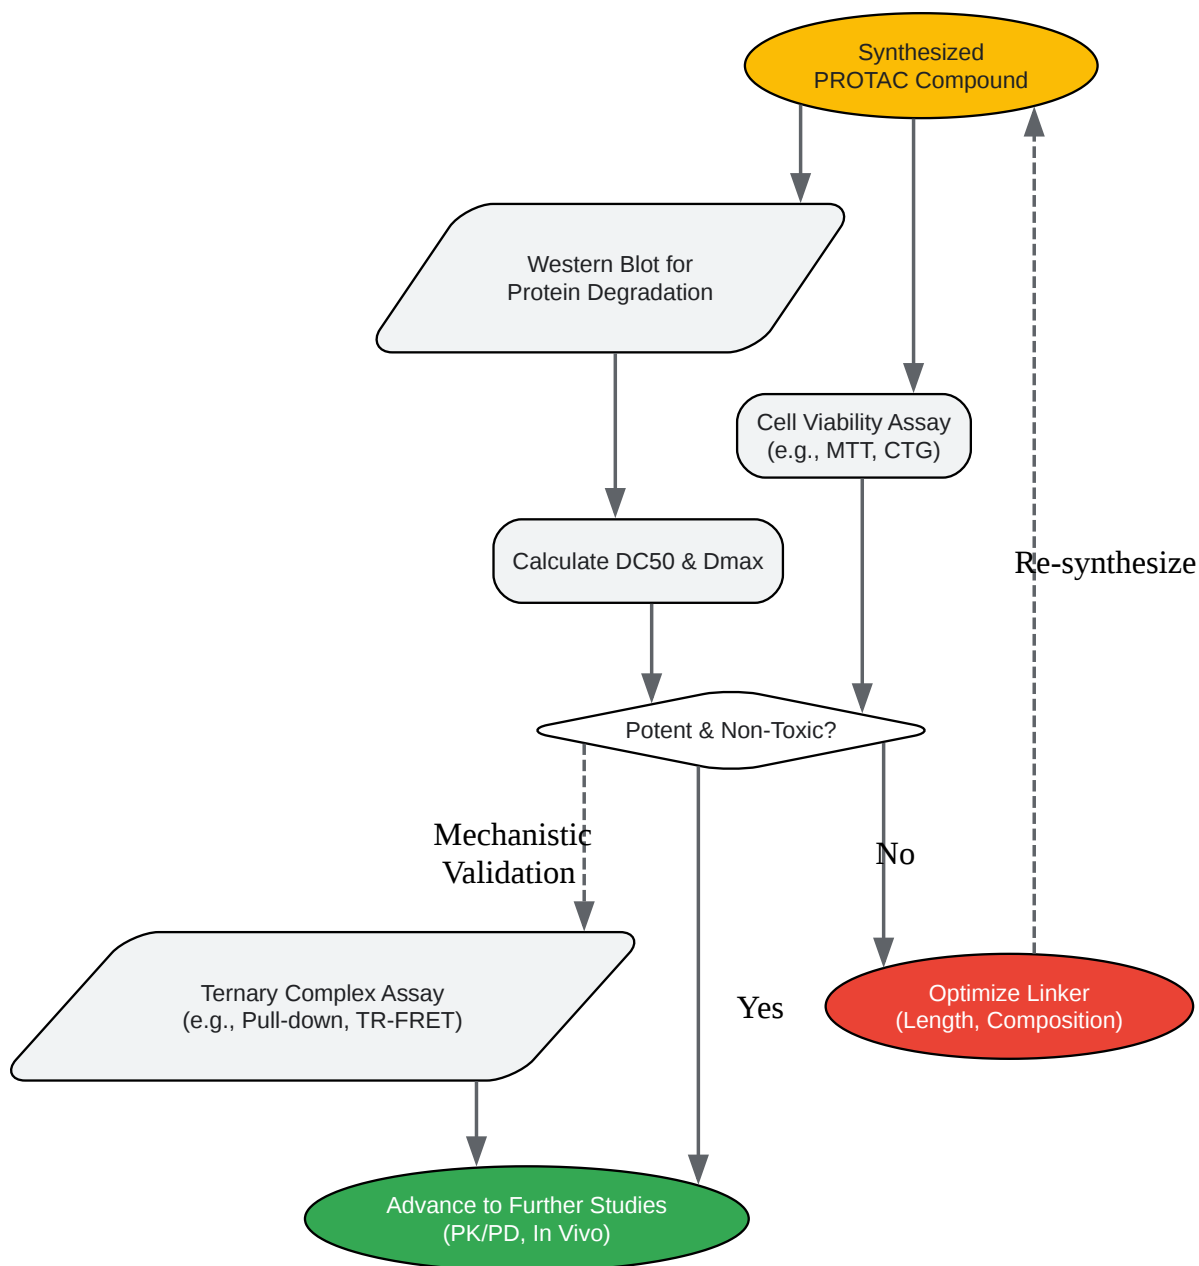 Synthesized
PROTAC Compound
Western Blot for
Protein Degradation
Cell Viability Assay
(e.g., MTT, CTG)
Calculate DC50 & Dmax
Re-synthesize
Potent & Non-Toxic?
Mechanistic
Validation
No
Ternary Complex Assay
(e.g., Pull-down, TR-FRET)
Yes
Optimize Linker
(Length, Composition)
Advance to Further Studies
(PK/PD, In Vivo)